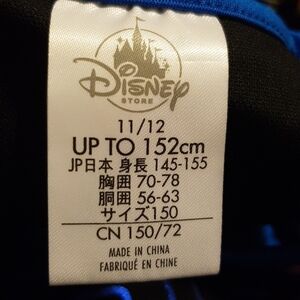 Disney
STORE
11/12
UP TO 152cm
JP日本 身長 145-155
胸囲 70-78
胴囲 56-63
サイズ150
CN 150/72
MADE IN CHINA
FABRIQUÉ EN CHINE